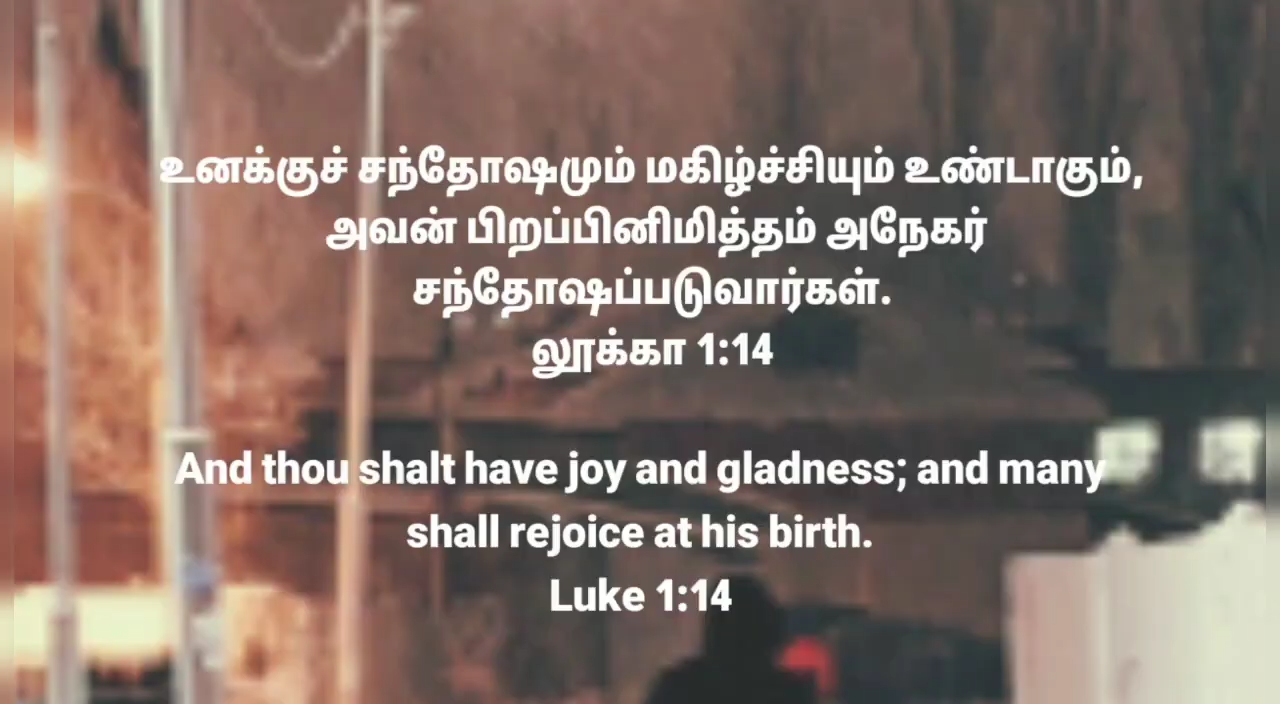 உனக்குச் சந்தோஷமும் மகிழ்ச்சியும் உண்டாகும்,
அவன் பிறப்பினிமித்தம் அநேகர்
சந்தோஷப்படுவார்கள்.
லூக்கா 1:14
And thou shalt have joy and gladness; and many
shall rejoice at his birth.
Luke 1:14